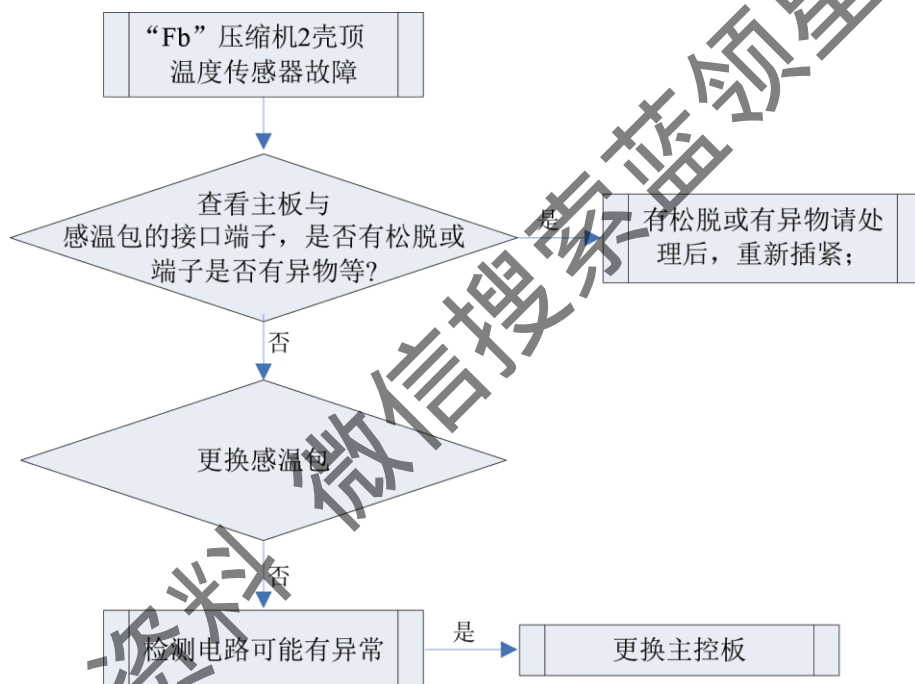 “Fb”压缩机2壳顶
温度传感器故障
查看主板与
感温包的接口端子，是否有松脱或
端子是否有异物等？
是
有松脱或有异物请处
理后，重新插紧；
否
更换感温包
否
检测电路可能有异常
是
更换主控板
资料 微信搜索蓝领星